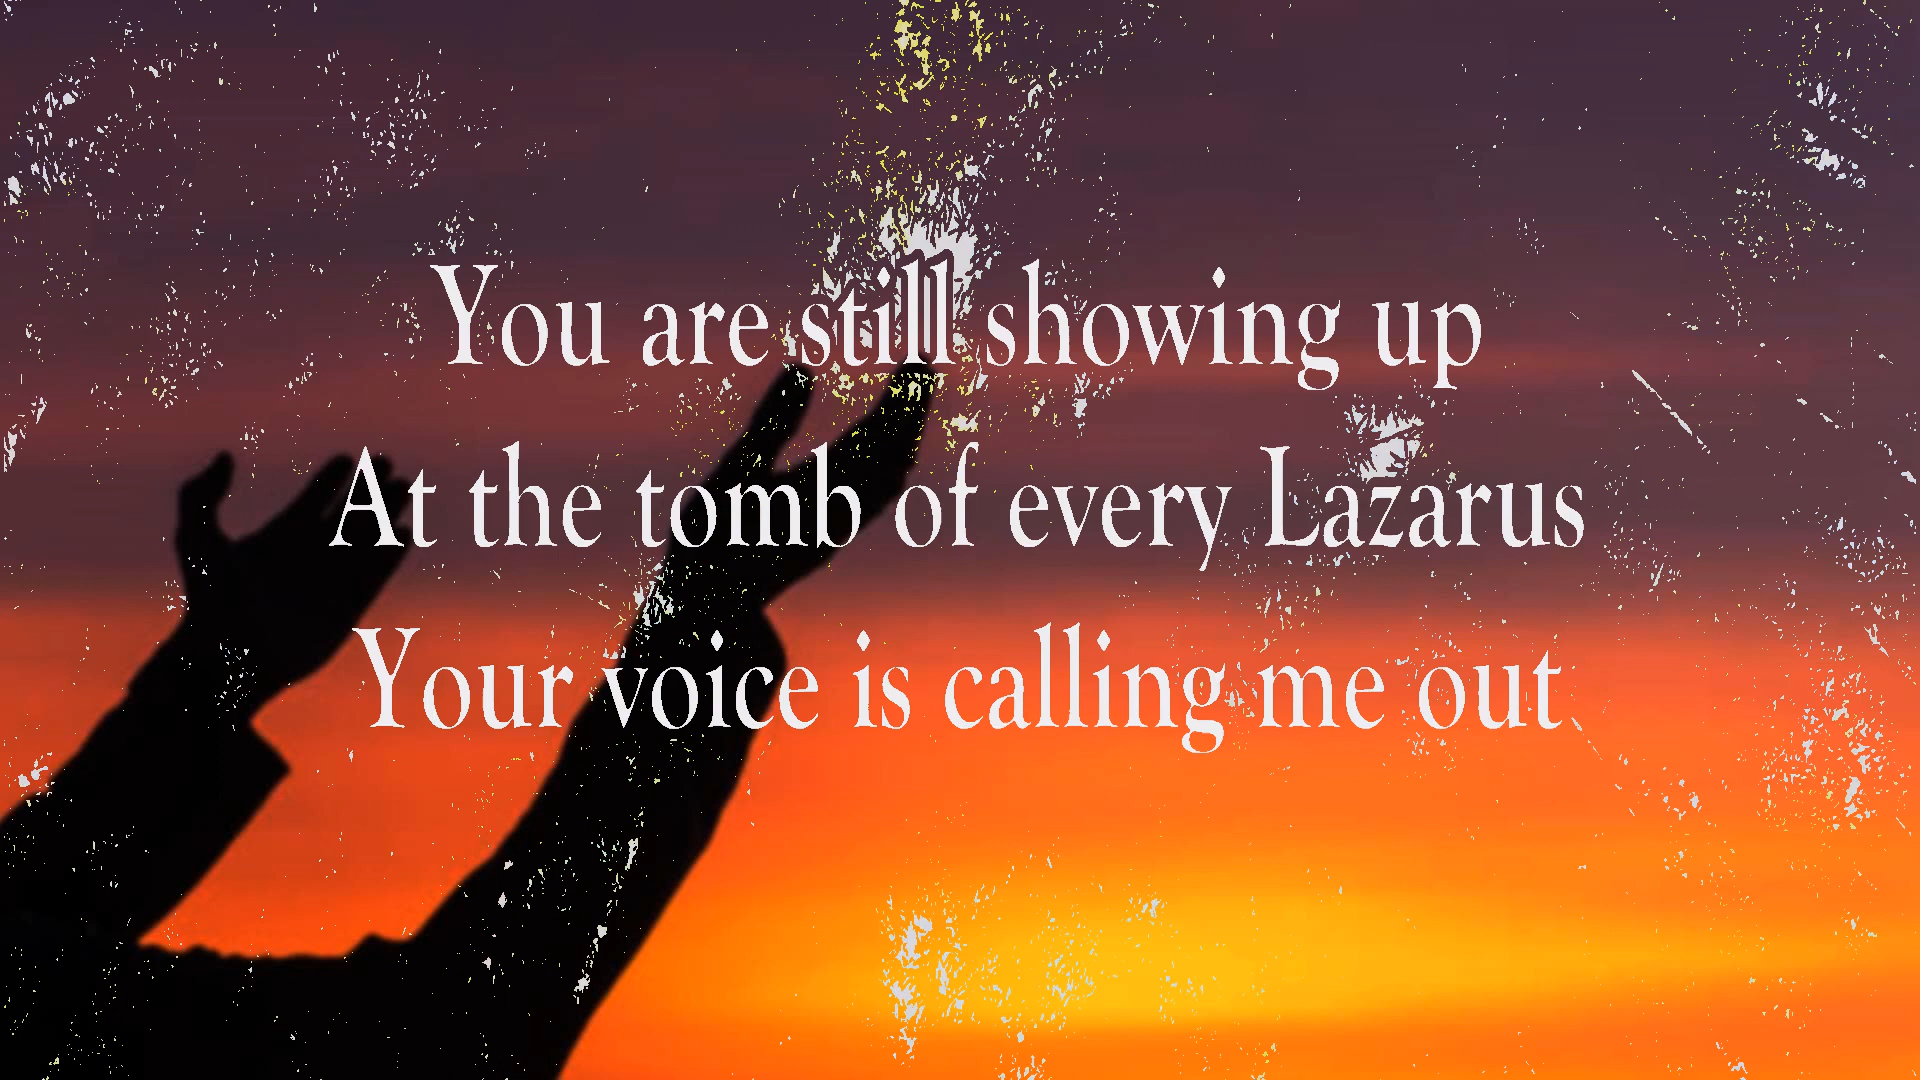 You are still showing up
At the tomb of every Lazarus
Your voice is calling me out